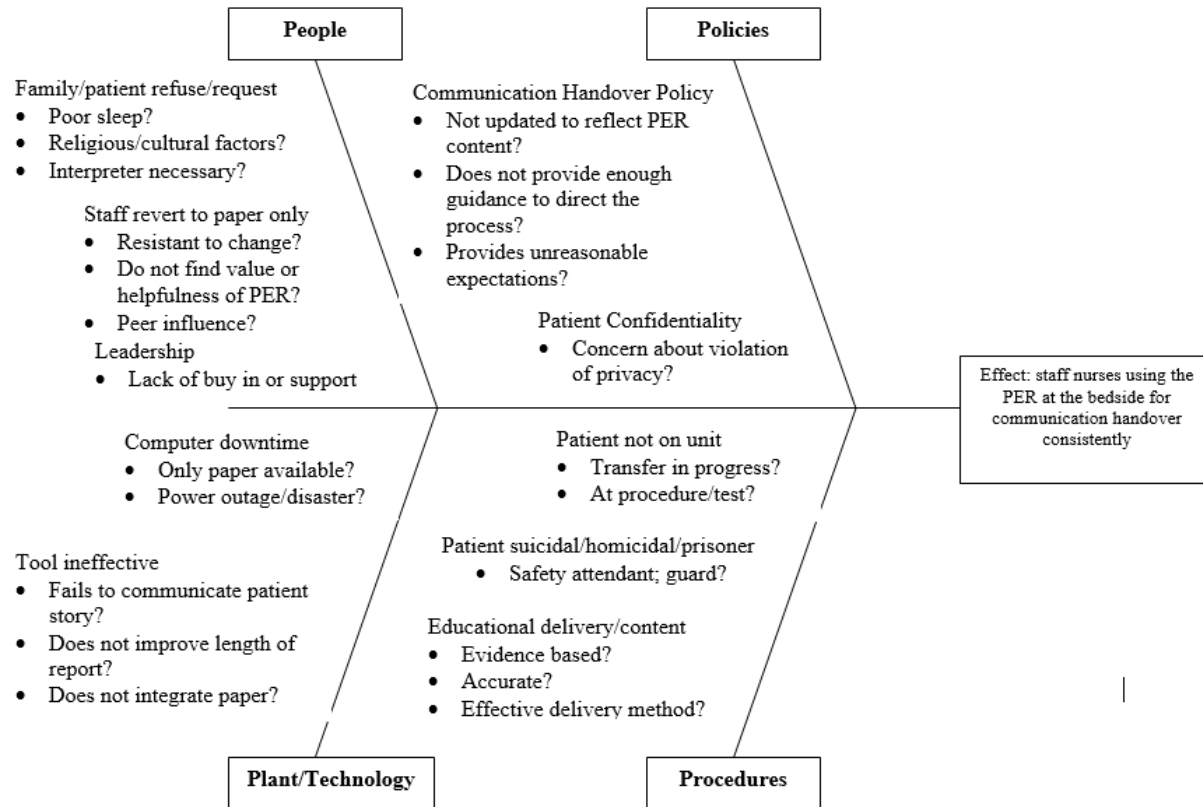 People
Family/patient refuse/request
• Poor sleep?
• Religious/cultural factors?
• Interpreter necessary?
Staff revert to paper only
• Resistant to change?
• Do not find value or
helpfulness of PER?
• Peer influence?
Leadership
• Lack of buy in or support
Policies
Communication Handover Policy
• Not updated to reflect PER
content?
• Does not provide enough
guidance to direct the
process?
• Provides unreasonable
expectations?
Patient Confidentiality
• Concern about violation
of privacy?
Effect: staff nurses using the
PER at the bedside for
communication handover
consistently
Computer downtime
• Only paper available?
• Power outage/disaster?
Tool ineffective
• Fails to communicate patient
story?
• Does not improve length of
report?
• Does not integrate paper?
Plant/Technology
Patient not on unit
• Transfer in progress?
• At procedure/test?
Patient suicidal/homicidal/prisoner
• Safety attendant; guard?
Educational delivery/content
• Evidence based?
• Accurate?
• Effective delivery method?
Procedures